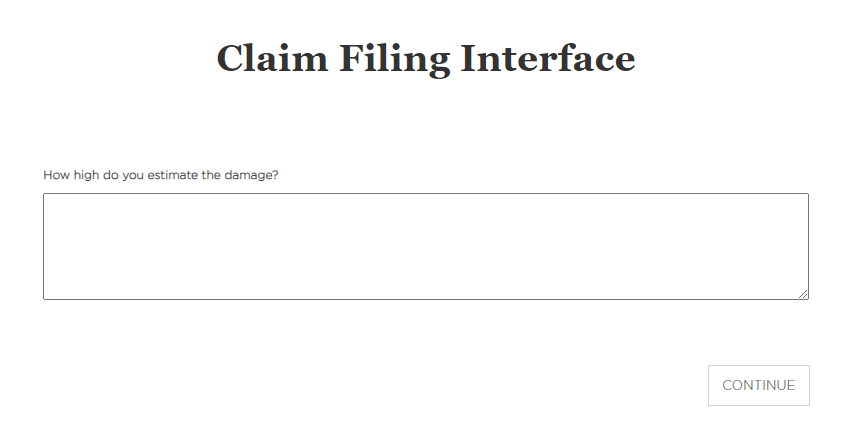 Claim Filing Interface
How high do you estimate the damage?
CONTINUE